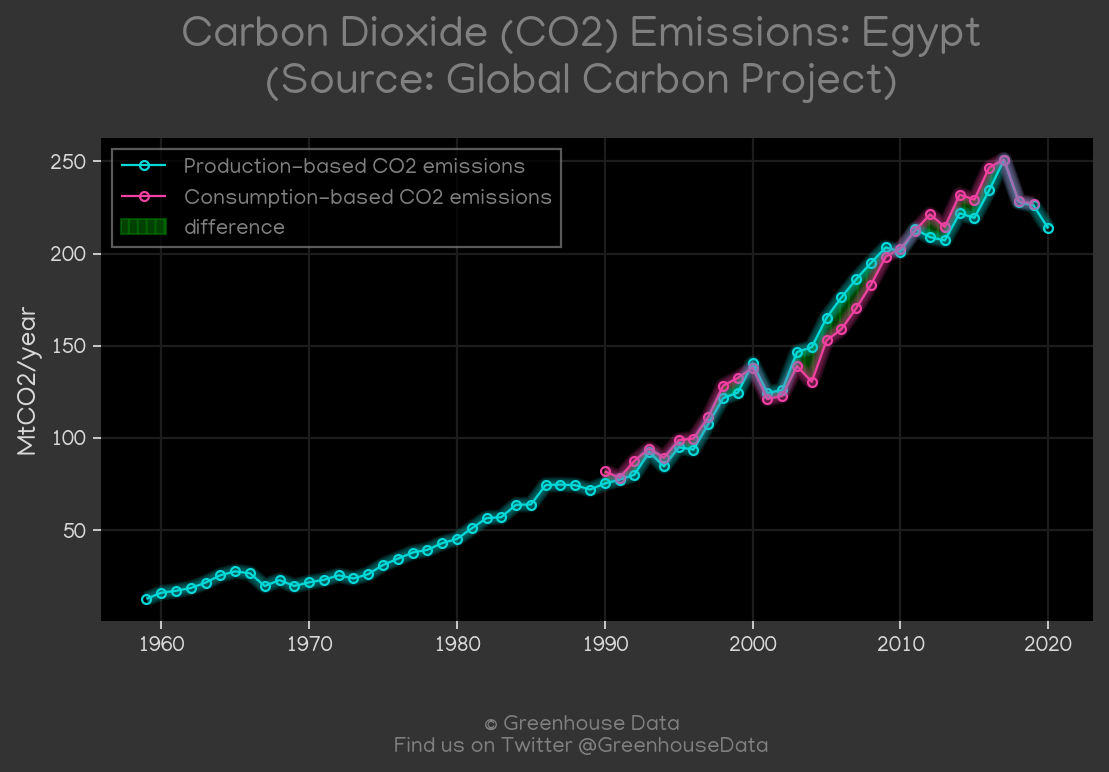 Carbon Dioxide (CO2) Emissions: Egypt
(Source: Global Carbon Project)
Production-based CO2 emissions
Consumption-based CO2 emissions
difference
MtCO2/year
250
200
150
100
50
1960 1970 1980 1990 2000 2010 2020
© Greenhouse Data
Find us on Twitter @GreenhouseData